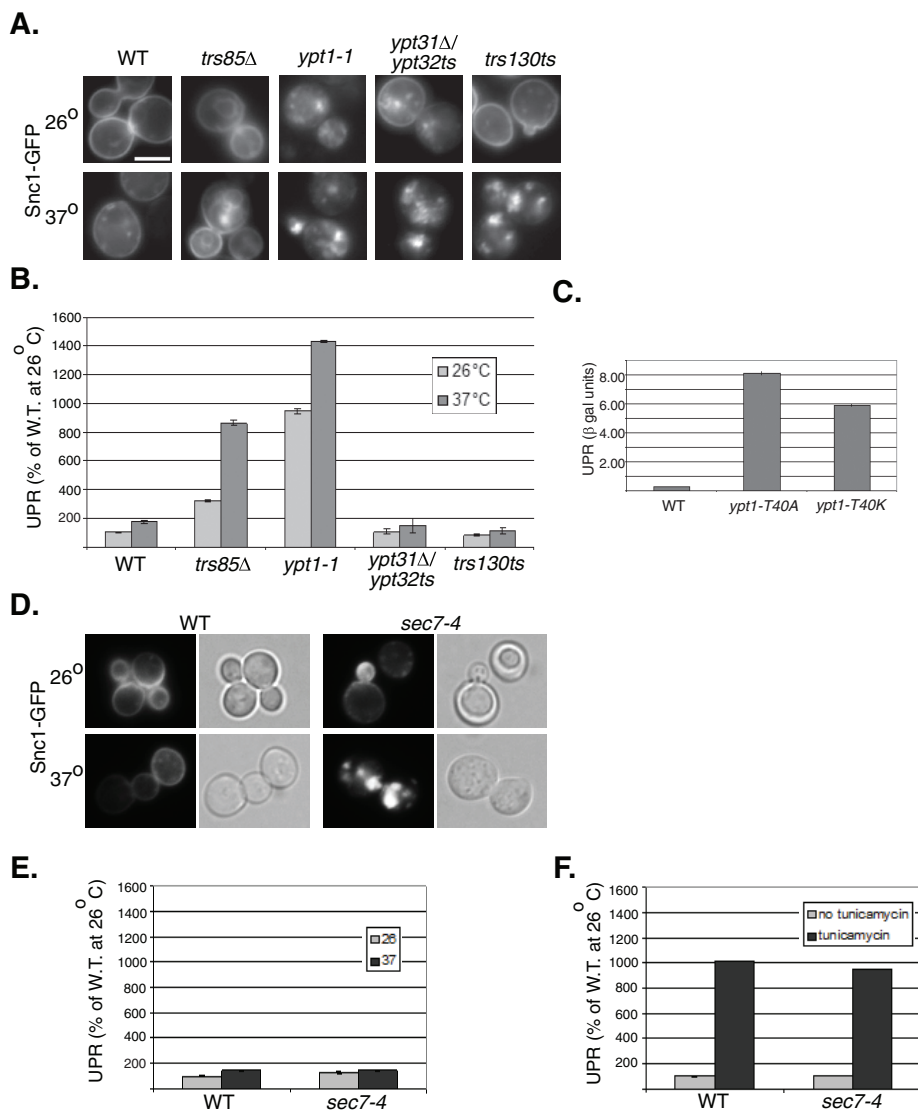 A.
WT
trs85Δ
ypt1-1
ypt31Δ/
ypt32ts
trs130ts
Snc1-GFP
26°
37°
B.
UPR (% of W.T. at 26°C)
1600
1400
1200
1000
800
600
400
200
26°C
37°C
WT
trs85Δ
ypt1-1
ypt31Δ/
ypt32ts
trs130ts
C.
UPR (β gal units)
8.00
6.00
4.00
2.00
WT
ypt1-T40A
ypt1-T40K
D.
WT
sec7-4
Snc1-GFP
26°
37°
E.
UPR (% of W.T. at 26°C)
1600
1400
1200
1000
800
600
400
200
26
37
WT
sec7-4
F.
UPR (% of W.T. at 26°C)
1600
1400
1200
1000
800
600
400
200
no tunicamycin
tunicamycin
WT
sec7-4